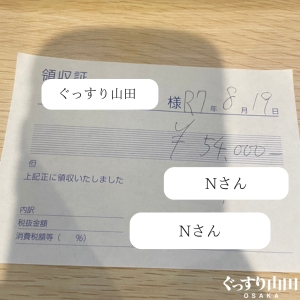 領収証
ぐっすり山田 様 R7年8月19日
¥54,000-
但
上記正に領収いたしました
Nさん
内訳
税抜金額
Nさん
消費税額等( %)
ぐっすり山田
OSAKA